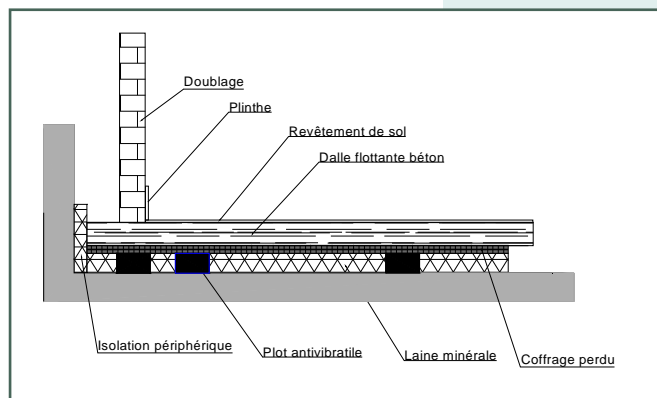 Doublage
Plinthe
Revêtement de sol
Dalle flottante béton
Isolation périphérique
Plot antivibratile
Laine minérale
Coffrage perdu